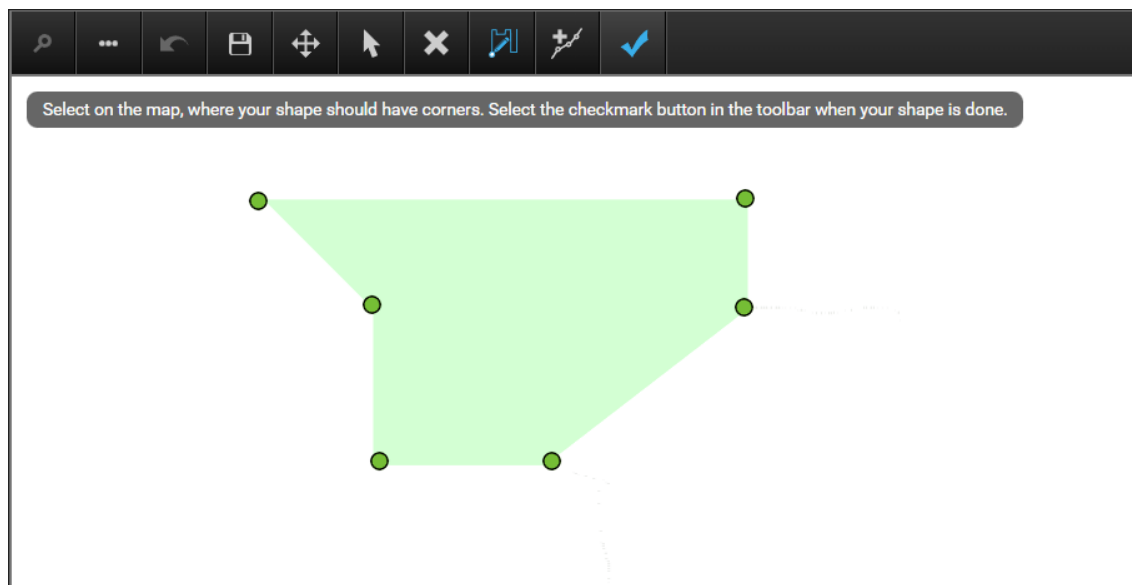 Select on the map, where your shape should have corners. Select the checkmark button in the toolbar when your shape is done.